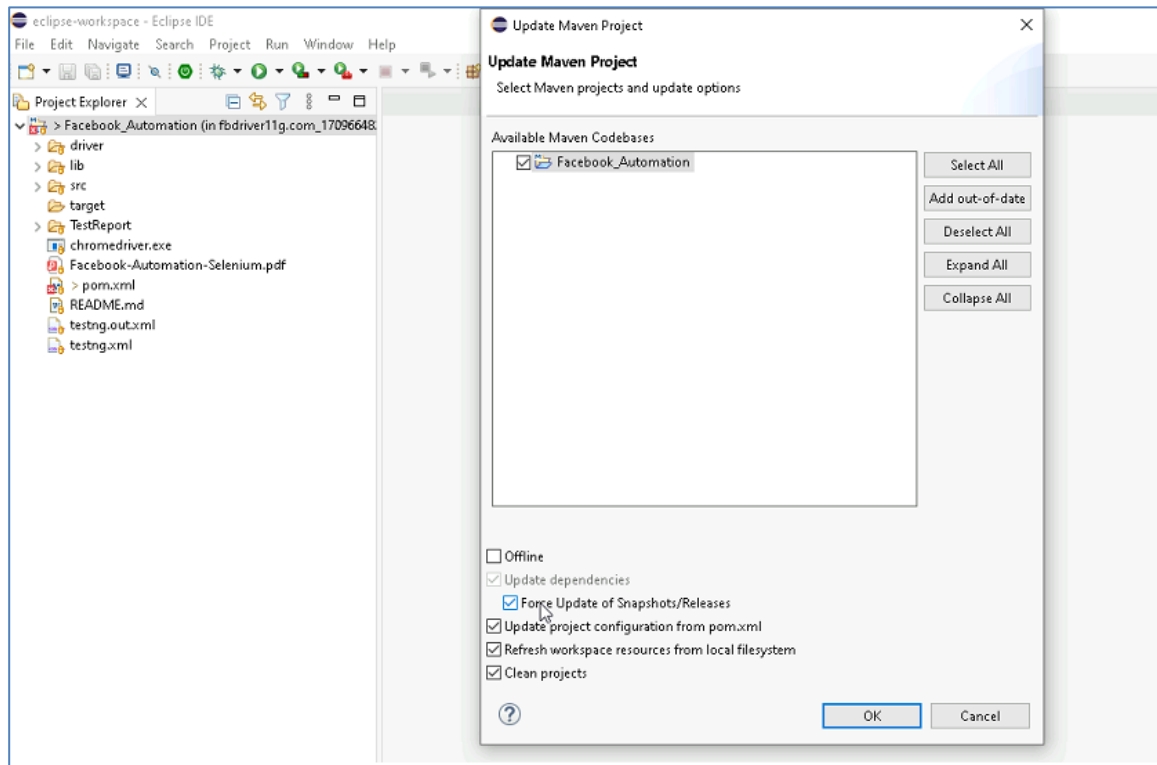 eclipse-workspace - Eclipse IDE
File Edit Navigate Search Project Run Window Help
Project Explorer
> Facebook_Automation (in fbdriver11g.com_17096648
driver
lib
src
target
TestReport
chromedriver.exe
Facebook-Automation-Selenium.pdf
> pom.xml
README.md
testng.out.xml
testng.xml
Update Maven Project
Update Maven Project
Select Maven projects and update options
Available Maven Codebases
Facebook_Automation
Select All
Add out-of-date
Deselect All
Expand All
Collapse All
Offline
Update dependencies
Force Update of Snapshots/Releases
Update project configuration from pom.xml
Refresh workspace resources from local filesystem
Clean projects
?
OK Cancel